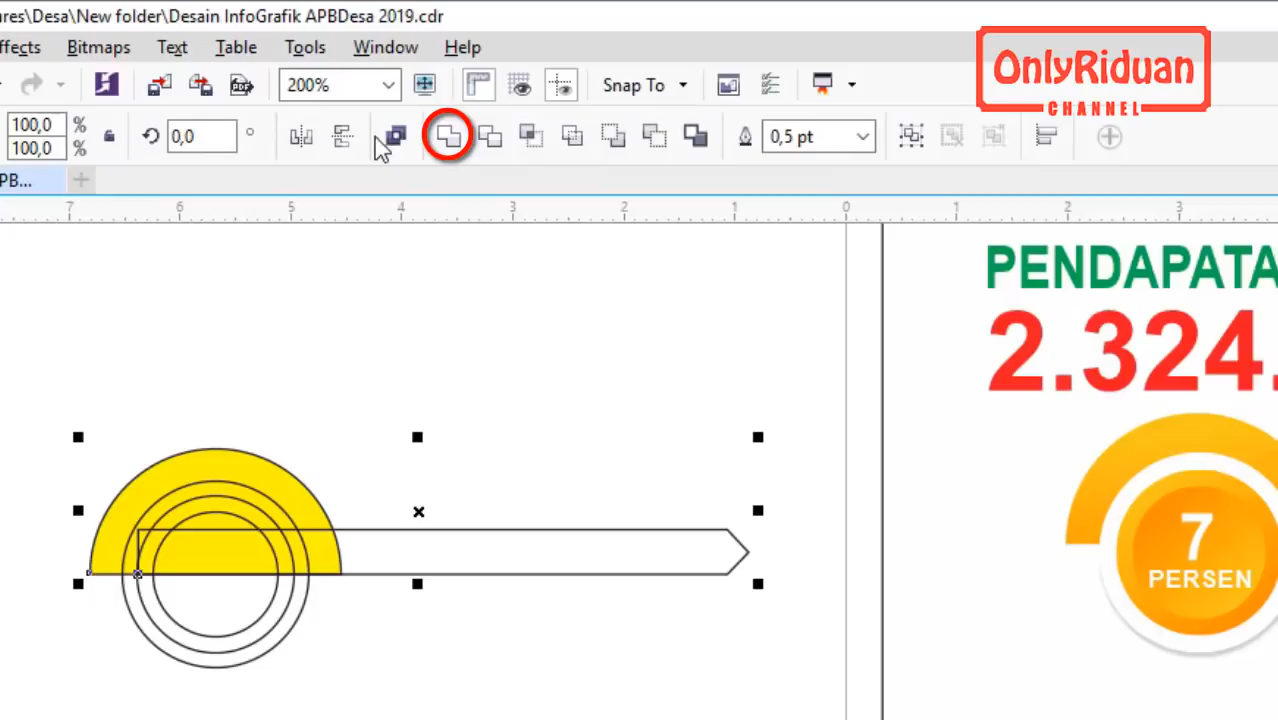 ures\Desa\New folder\Desain InfoGrafik APBDesa 2019.cdr
ffects Bitmaps Text Table Tools Window Help
200% Snap To
100,0 %
100,0 %
0,0 °
0,5 pt
PB...
7 6 5 4 3 2 1 0 1 2 3
OnlyRiduan
CHANNEL
PENDAPATA
2.324.
7
PERSEN